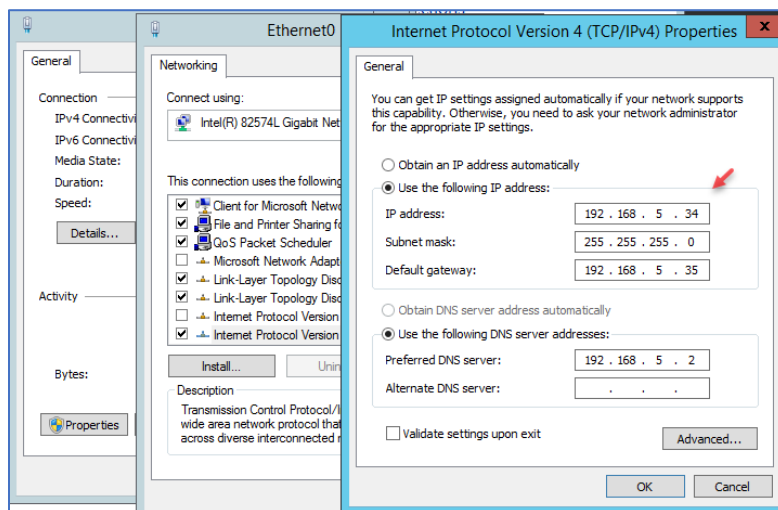 General
Connection
IPv4 Connectivi
IPv6 Connectivi
Media State:
Duration:
Speed:
Details...
Activity
Bytes:
Properties
Ethernet0
Networking
Connect using:
Intel(R) 82574L Gigabit Net
This connection uses the following
Client for Microsoft Netwo
File and Printer Sharing fo
QoS Packet Scheduler
Microsoft Network Adapt
Link-Layer Topology Disc
Link-Layer Topology Disc
Internet Protocol Version
Internet Protocol Version
Install...
Unin
Description
Transmission Control Protocol/I
wide area network protocol that
across diverse interconnected
Internet Protocol Version 4 (TCP/IPv4) Properties
x
General
You can get IP settings assigned automatically if your network supports
this capability. Otherwise, you need to ask your network administrator
for the appropriate IP settings.
Obtain an IP address automatically
Use the following IP address:
IP address: 192 . 168 . 5 . 34
Subnet mask: 255 . 255 . 255 . 0
Default gateway: 192 . 168 . 5 . 35
Obtain DNS server address automatically
Use the following DNS server addresses:
Preferred DNS server: 192 . 168 . 5 . 2
Alternate DNS server: . . .
Validate settings upon exit
Advanced...
OK
Cancel